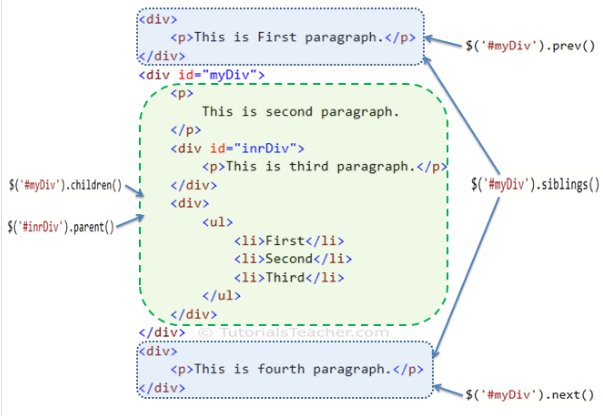 <div>
<p>This is First paragraph.</p>
</div>
$('#myDiv').prev()
<div id="myDiv">
<p>
This is second paragraph.
</p>
<div id="inrDiv">
<p>This is third paragraph.</p>
</div>
$('#myDiv').children()
$('#myDiv').siblings()
<div>
$('#inrDiv').parent()
<ul>
<li>First</li>
<li>Second</li>
<li>Third</li>
</ul>
</div>
</div>
© TutorialsTeacher.com
<div>
<p>This is fourth paragraph.</p>
</div>
$('#myDiv').next()